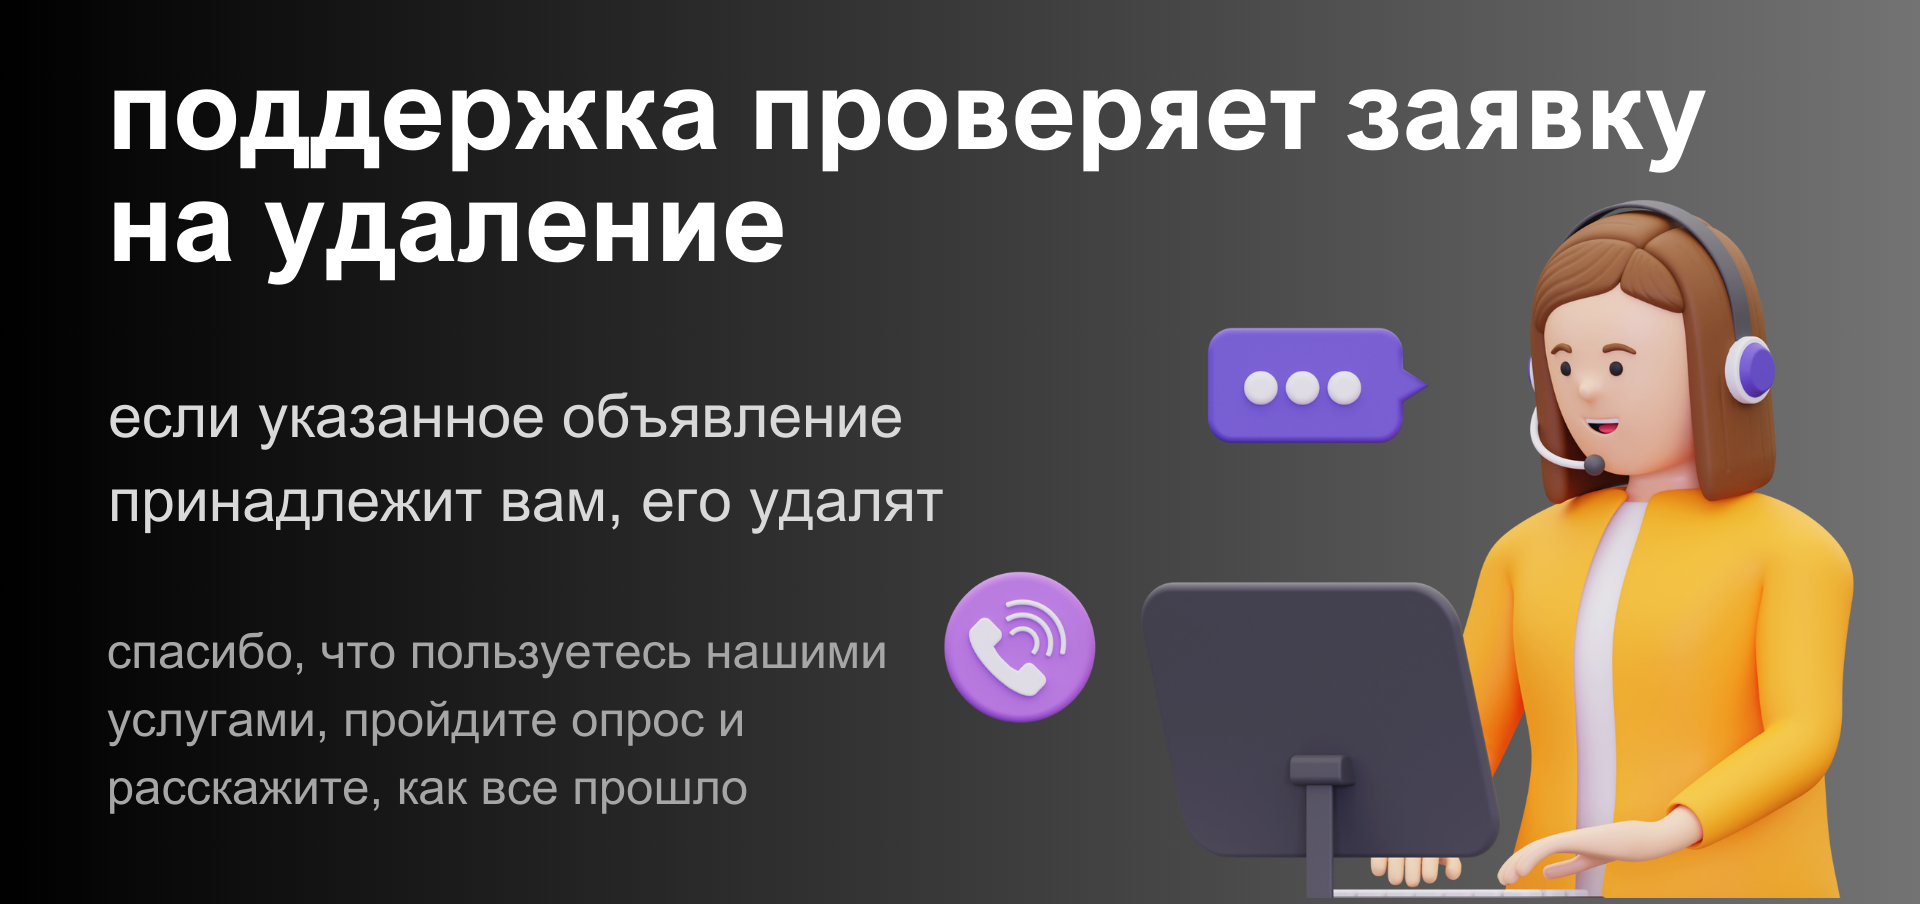 поддержка проверяет заявку
на удаление
если указанное объявление
принадлежит вам, его удалят
спасибо, что пользуетесь нашими
услугами, пройдите опрос и
расскажите, как все прошло